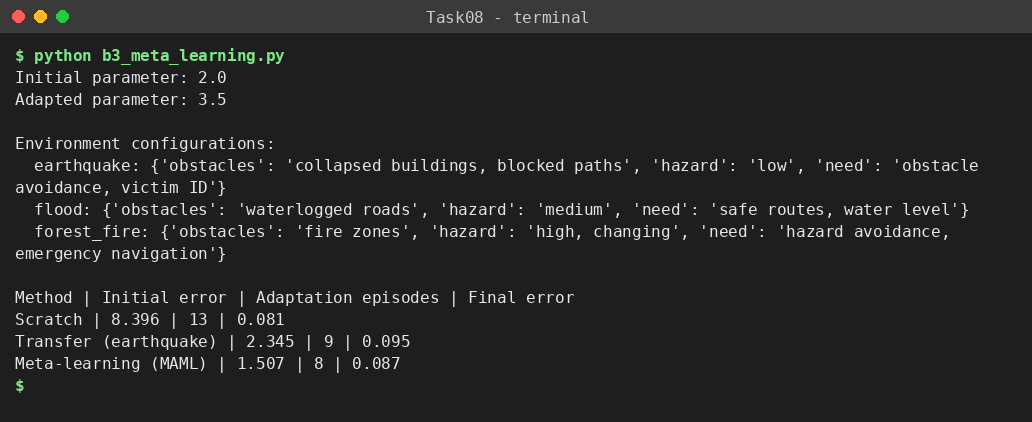 Task08 - terminal
$ python b3_meta_learning.py
Initial parameter: 2.0
Adapted parameter: 3.5
Environment configurations:
  earthquake: {'obstacles': 'collapsed buildings, blocked paths', 'hazard': 'low', 'need': 'obstacle
avoidance, victim ID'}
  flood: {'obstacles': 'waterlogged roads', 'hazard': 'medium', 'need': 'safe routes, water level'}
  forest_fire: {'obstacles': 'fire zones', 'hazard': 'high, changing', 'need': 'hazard avoidance,
emergency navigation'}
Method | Initial error | Adaptation episodes | Final error
Scratch | 8.396 | 13 | 0.081
Transfer (earthquake) | 2.345 | 9 | 0.095
Meta-learning (MAML) | 1.507 | 8 | 0.087
$